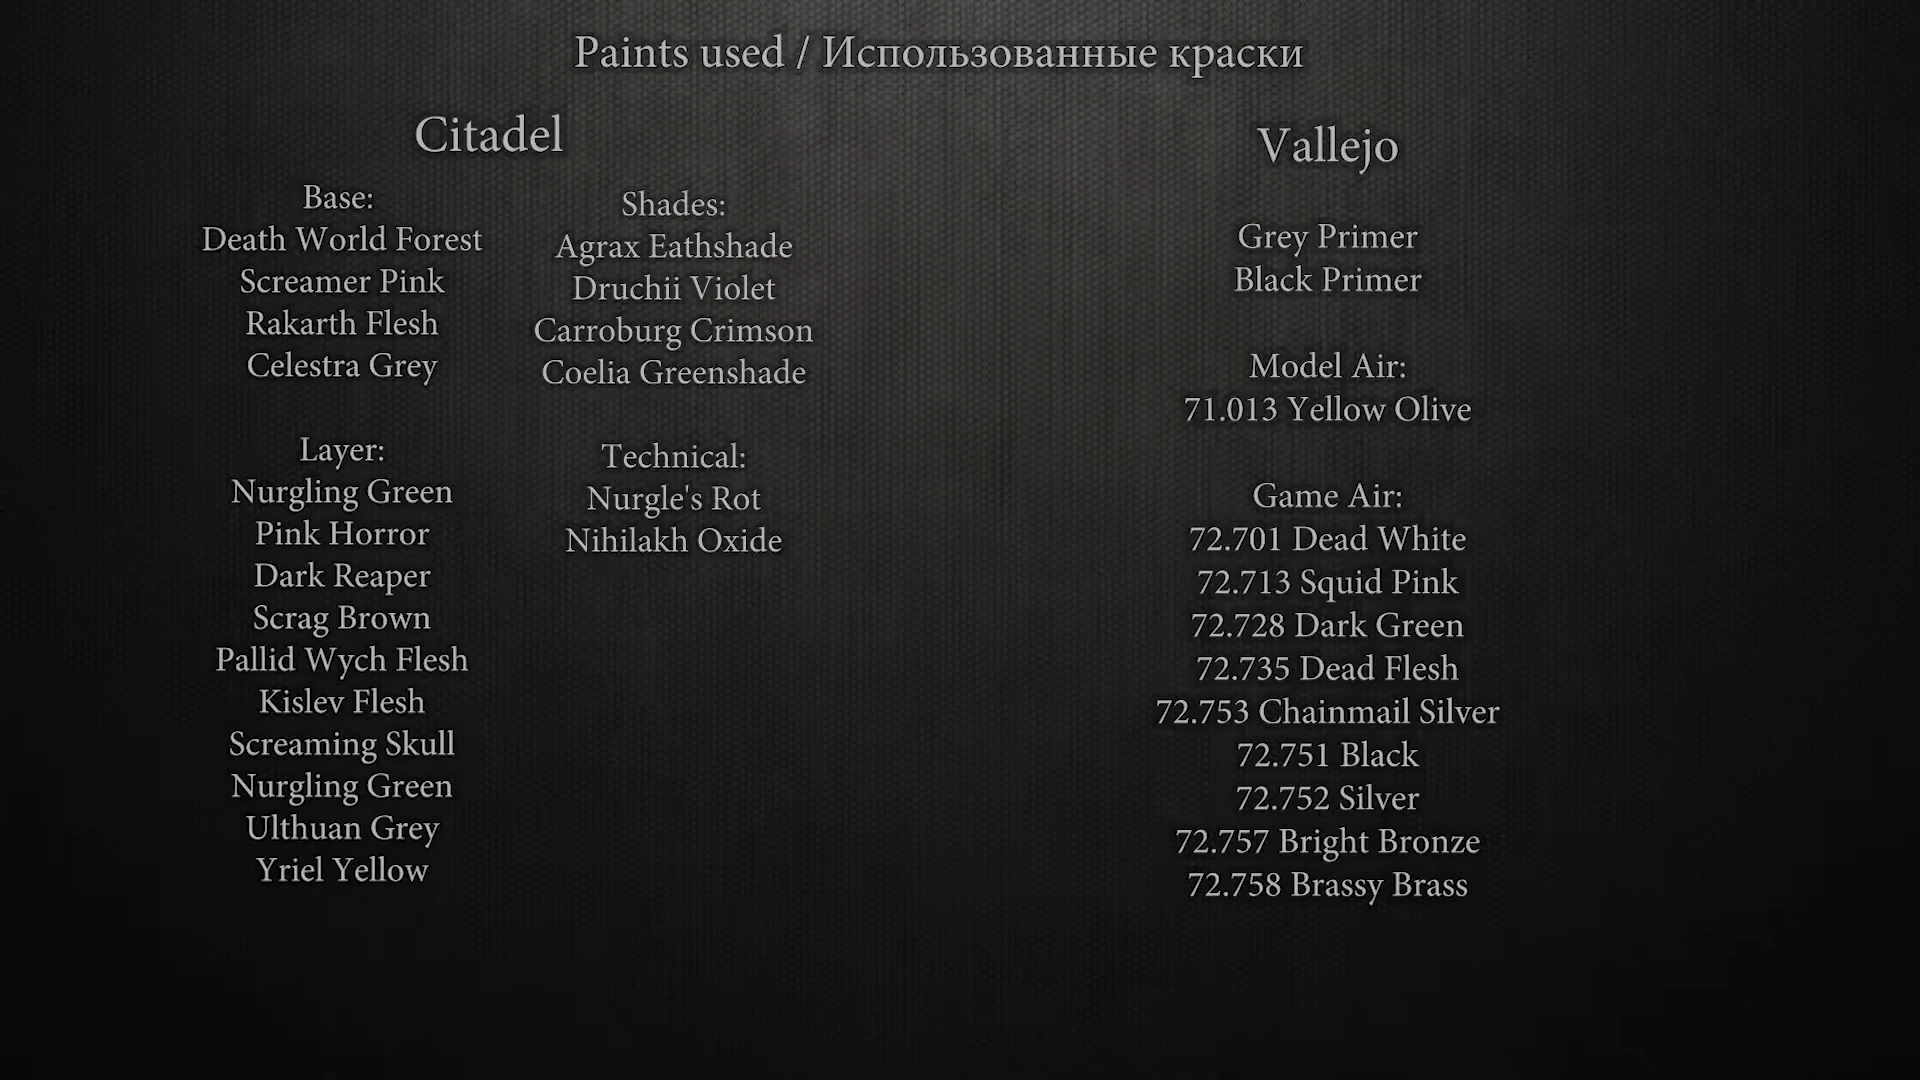 Paints used / Использованные краски
Citadel
Base:
Death World Forest
Screamer Pink
Rakarth Flesh
Celestra Grey
Layer:
Nurgling Green
Pink Horror
Dark Reaper
Scrag Brown
Pallid Wych Flesh
Kislev Flesh
Screaming Skull
Nurgling Green
Ulthuan Grey
Yriel Yellow
Shades:
Agrax Eathshade
Druchii Violet
Carroburg Crimson
Coelia Greenshade
Technical:
Nurgle's Rot
Nihilakh Oxide
Vallejo
Grey Primer
Black Primer
Model Air:
71.013 Yellow Olive
Game Air:
72.701 Dead White
72.713 Squid Pink
72.728 Dark Green
72.735 Dead Flesh
72.753 Chainmail Silver
72.751 Black
72.752 Silver
72.757 Bright Bronze
72.758 Brassy Brass